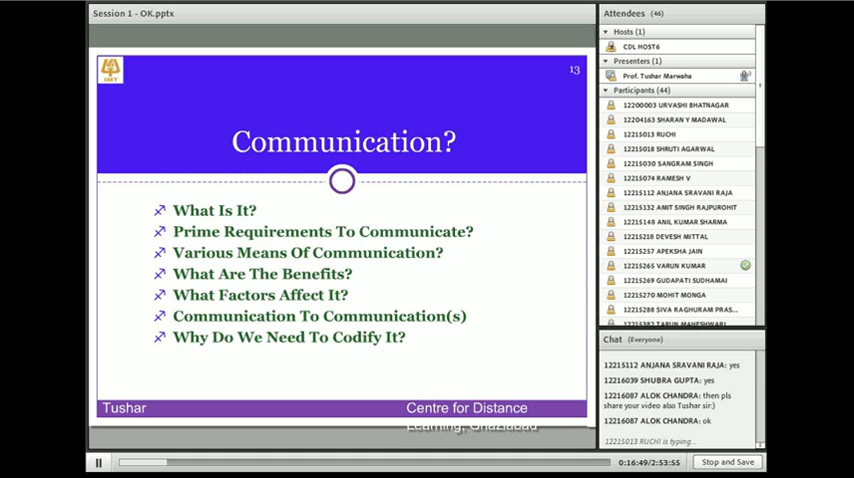 Session 1 - OK.pptx
IMT
13
Communication?
What Is It?
Prime Requirements To Communicate?
Various Means Of Communication?
What Are The Benefits?
What Factors Affect It?
Communication To Communication(s)
Why Do We Need To Codify It?
Tushar
Centre for Distance
Learning, Ghaziabad
Attendees (46)
Hosts (1)
CDL HOST6
Presenters (1)
Prof. Tushar Marwaha
Participants (44)
12200003 URVASHI BHATNAGAR
12204163 SHARAN Y MADAWAL
12215013 RUCHI
12215018 SHRUTI AGARWAL
12215030 SANGRAM SINGH
12215074 RAMESH V
12215112 ANJANA SRAVANI RAJA
12215132 AMIT SINGH RAJPUROHIT
12215148 ANIL KUMAR SHARMA
12215218 DEVESH MITTAL
12215257 APEKSHA JAIN
12215265 VARUN KUMAR
12215269 GUDAPATI SUDHAMAI
12215270 MOHIT MONGA
12215288 SIVA RAGHURAM PRAS...
12215382 TARUN MAHESHWARI
Chat (Everyone)
12215112 ANJANA SRAVANI RAJA: yes
12216039 SHUBRA GUPTA: yes
12216087 ALOK CHANDRA: then pls
share your video also Tushar sir:)
12216087 ALOK CHANDRA: ok
12215013 RUCHI is typing...
0:16:49/2:53:55
Stop and Save